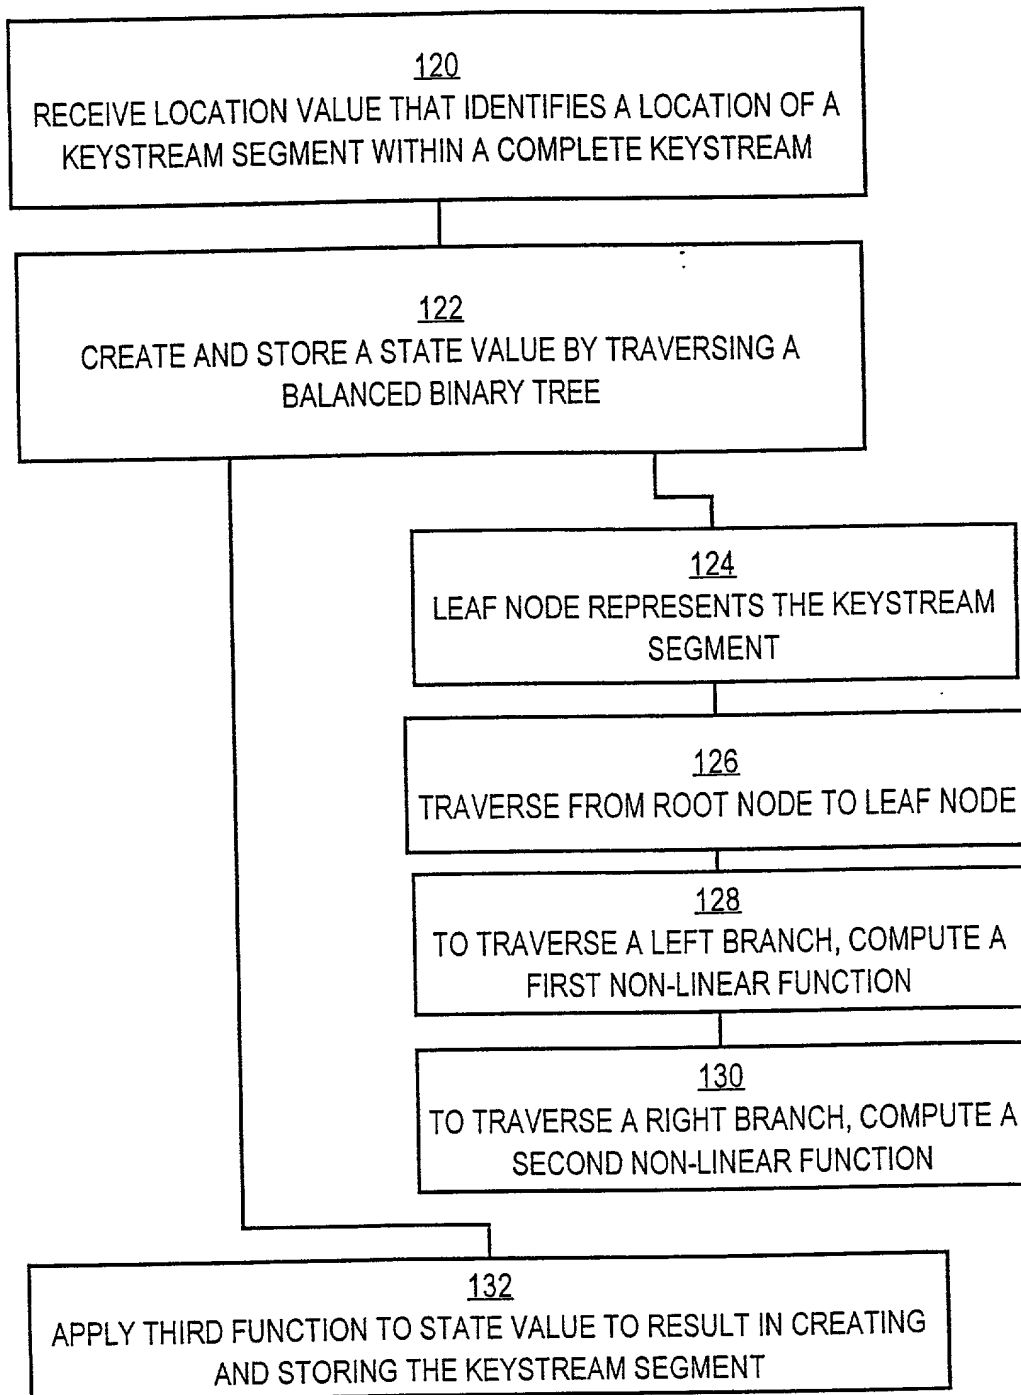 120
RECEIVE LOCATION VALUE THAT IDENTIFIES A LOCATION OF A
KEYSTREAM SEGMENT WITHIN A COMPLETE KEYSTREAM
122
CREATE AND STORE A STATE VALUE BY TRAVERSING A
BALANCED BINARY TREE
124
LEAF NODE REPRESENTS THE KEYSTREAM
SEGMENT
126
TRAVERSE FROM ROOT NODE TO LEAF NODE
128
TO TRAVERSE A LEFT BRANCH, COMPUTE A
FIRST NON-LINEAR FUNCTION
130
TO TRAVERSE A RIGHT BRANCH, COMPUTE A
SECOND NON-LINEAR FUNCTION
132
APPLY THIRD FUNCTION TO STATE VALUE TO RESULT IN CREATING
AND STORING THE KEYSTREAM SEGMENT